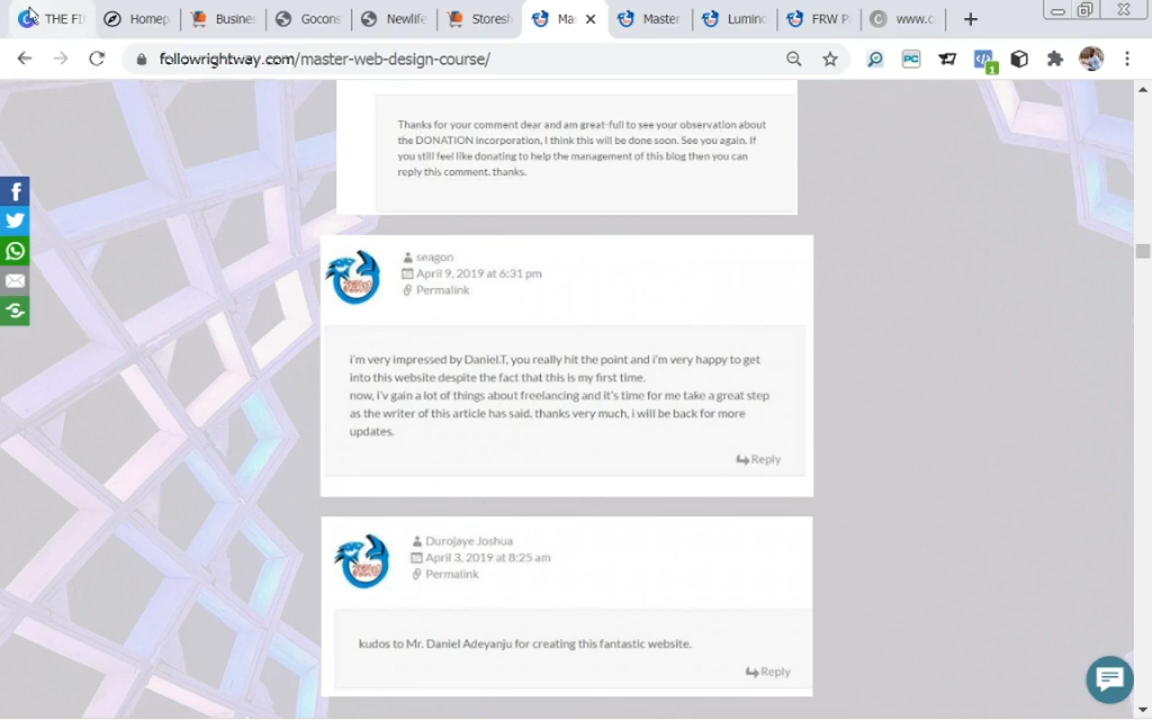 THE FI
Homep
Busines
Gocons
Newlife
Storesh
Mas
Master
Lumino
FRW P
www.c
followrightway.com/master-web-design-course/
PC
1
Thanks for your comment dear and am great-full to see your observation about
the DONATION incorporation, I think this will be done soon. See you again. If
you still feel like donating to help the management of this blog then you can
reply this comment. thanks.
seagon
April 9, 2019 at 6:31 pm
Permalink
i'm very impressed by Daniel.T, you really hit the point and i'm very happy to get
into this website despite the fact that this is my first time.
now, i'v gain a lot of things about freelancing and it's time for me take a great step
as the writer of this article has said. thanks very much, i will be back for more
updates.
Reply
Durojaye Joshua
April 3, 2019 at 8:25 am
Permalink
kudos to Mr. Daniel Adeyanju for creating this fantastic website.
Reply